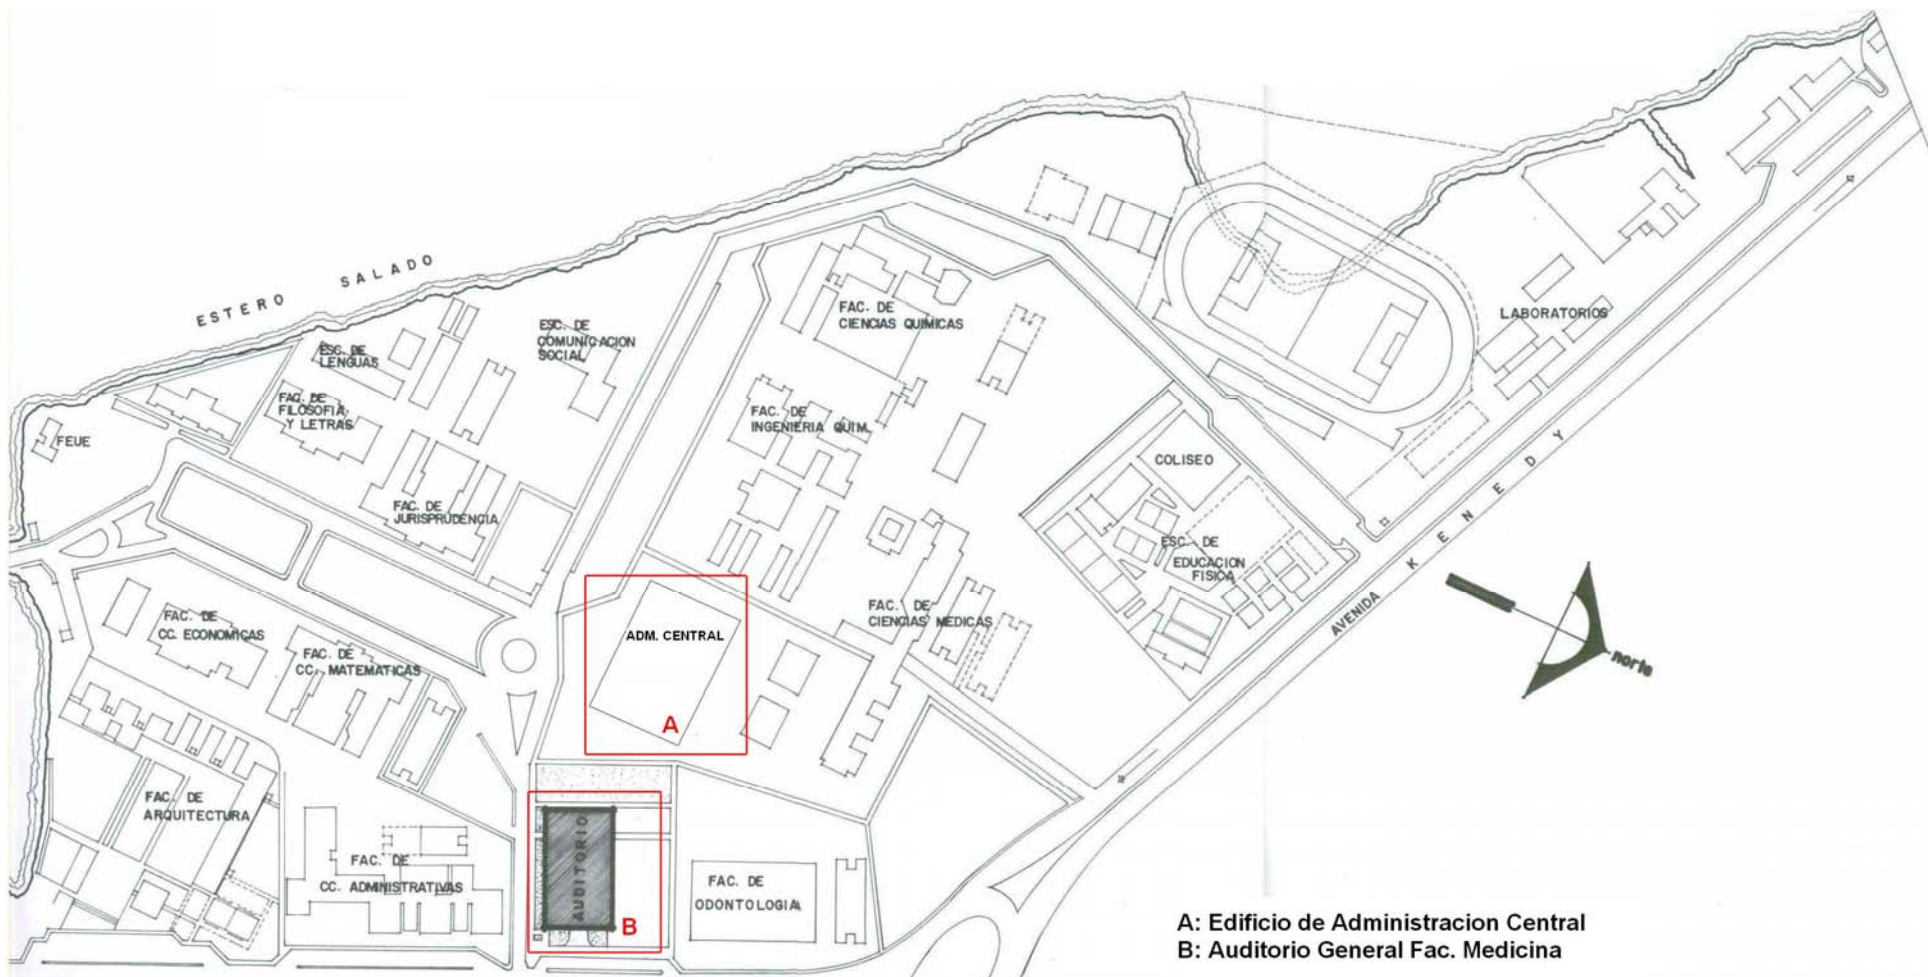 ESTERO SALADO
ESC. DE
LENGUAS
ESC. DE
COMUNICACION
SOCIAL
FAC. DE
CIENCIAS QUIMICAS
LABORATORIOS
FAC. DE
FILOSOFIA
Y LETRAS
FEUE
FAC. DE
INGENIERIA QUIM.
COLISEO
FAC. DE
JURISPRUDENCIA
ESC. DE
EDUCACION
FISICA
AVENIDA KENEDY
FAC. DE
CC. ECONOMICAS
FAC. DE
CC. MATEMATICAS
ADM. CENTRAL
A
FAC. DE
CIENCIAS MEDICAS
norte
FAC. DE
ARQUITECTURA
FAC. DE
CC. ADMINISTRATIVAS
AUDITORIO
B
FAC. DE
ODONTOLOGIA
A: Edificio de Administracion Central
B: Auditorio General Fac. Medicina